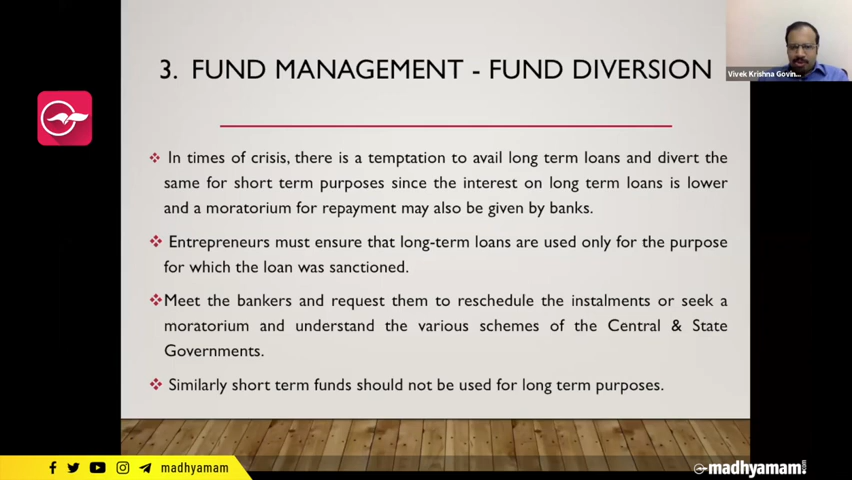 3. FUND MANAGEMENT - FUND DIVERSION
Vivek Krishna Govin...
In times of crisis, there is a temptation to avail long term loans and divert the
same for short term purposes since the interest on long term loans is lower
and a moratorium for repayment may also be given by banks.
Entrepreneurs must ensure that long-term loans are used only for the purpose
for which the loan was sanctioned.
Meet the bankers and request them to reschedule the instalments or seek a
moratorium and understand the various schemes of the Central & State
Governments.
Similarly short term funds should not be used for long term purposes.
madhyamam
madhyamam.com